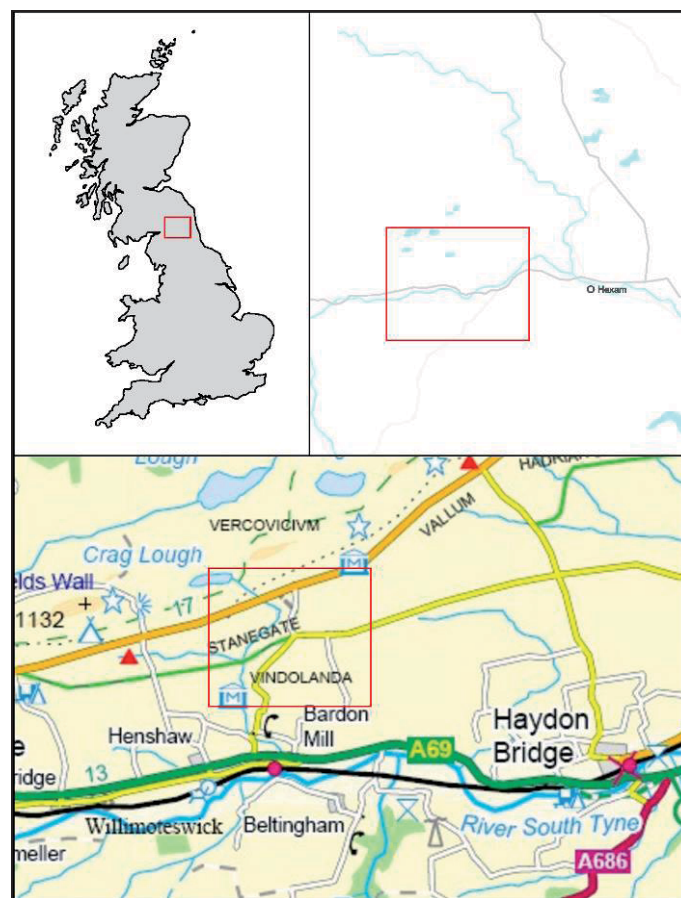 Hexam
Lough
HADRIAN
VERCOVICIVM
VALLUM
Crag Lough
elds Wall
17
1132
STANEGATE
VINDOLANDA
Bardon
Mill
Henshaw
Haydon
Bridge
e
ridge
13
A69
Willimoteswick
Beltingham
River South Tyne
meller
A686